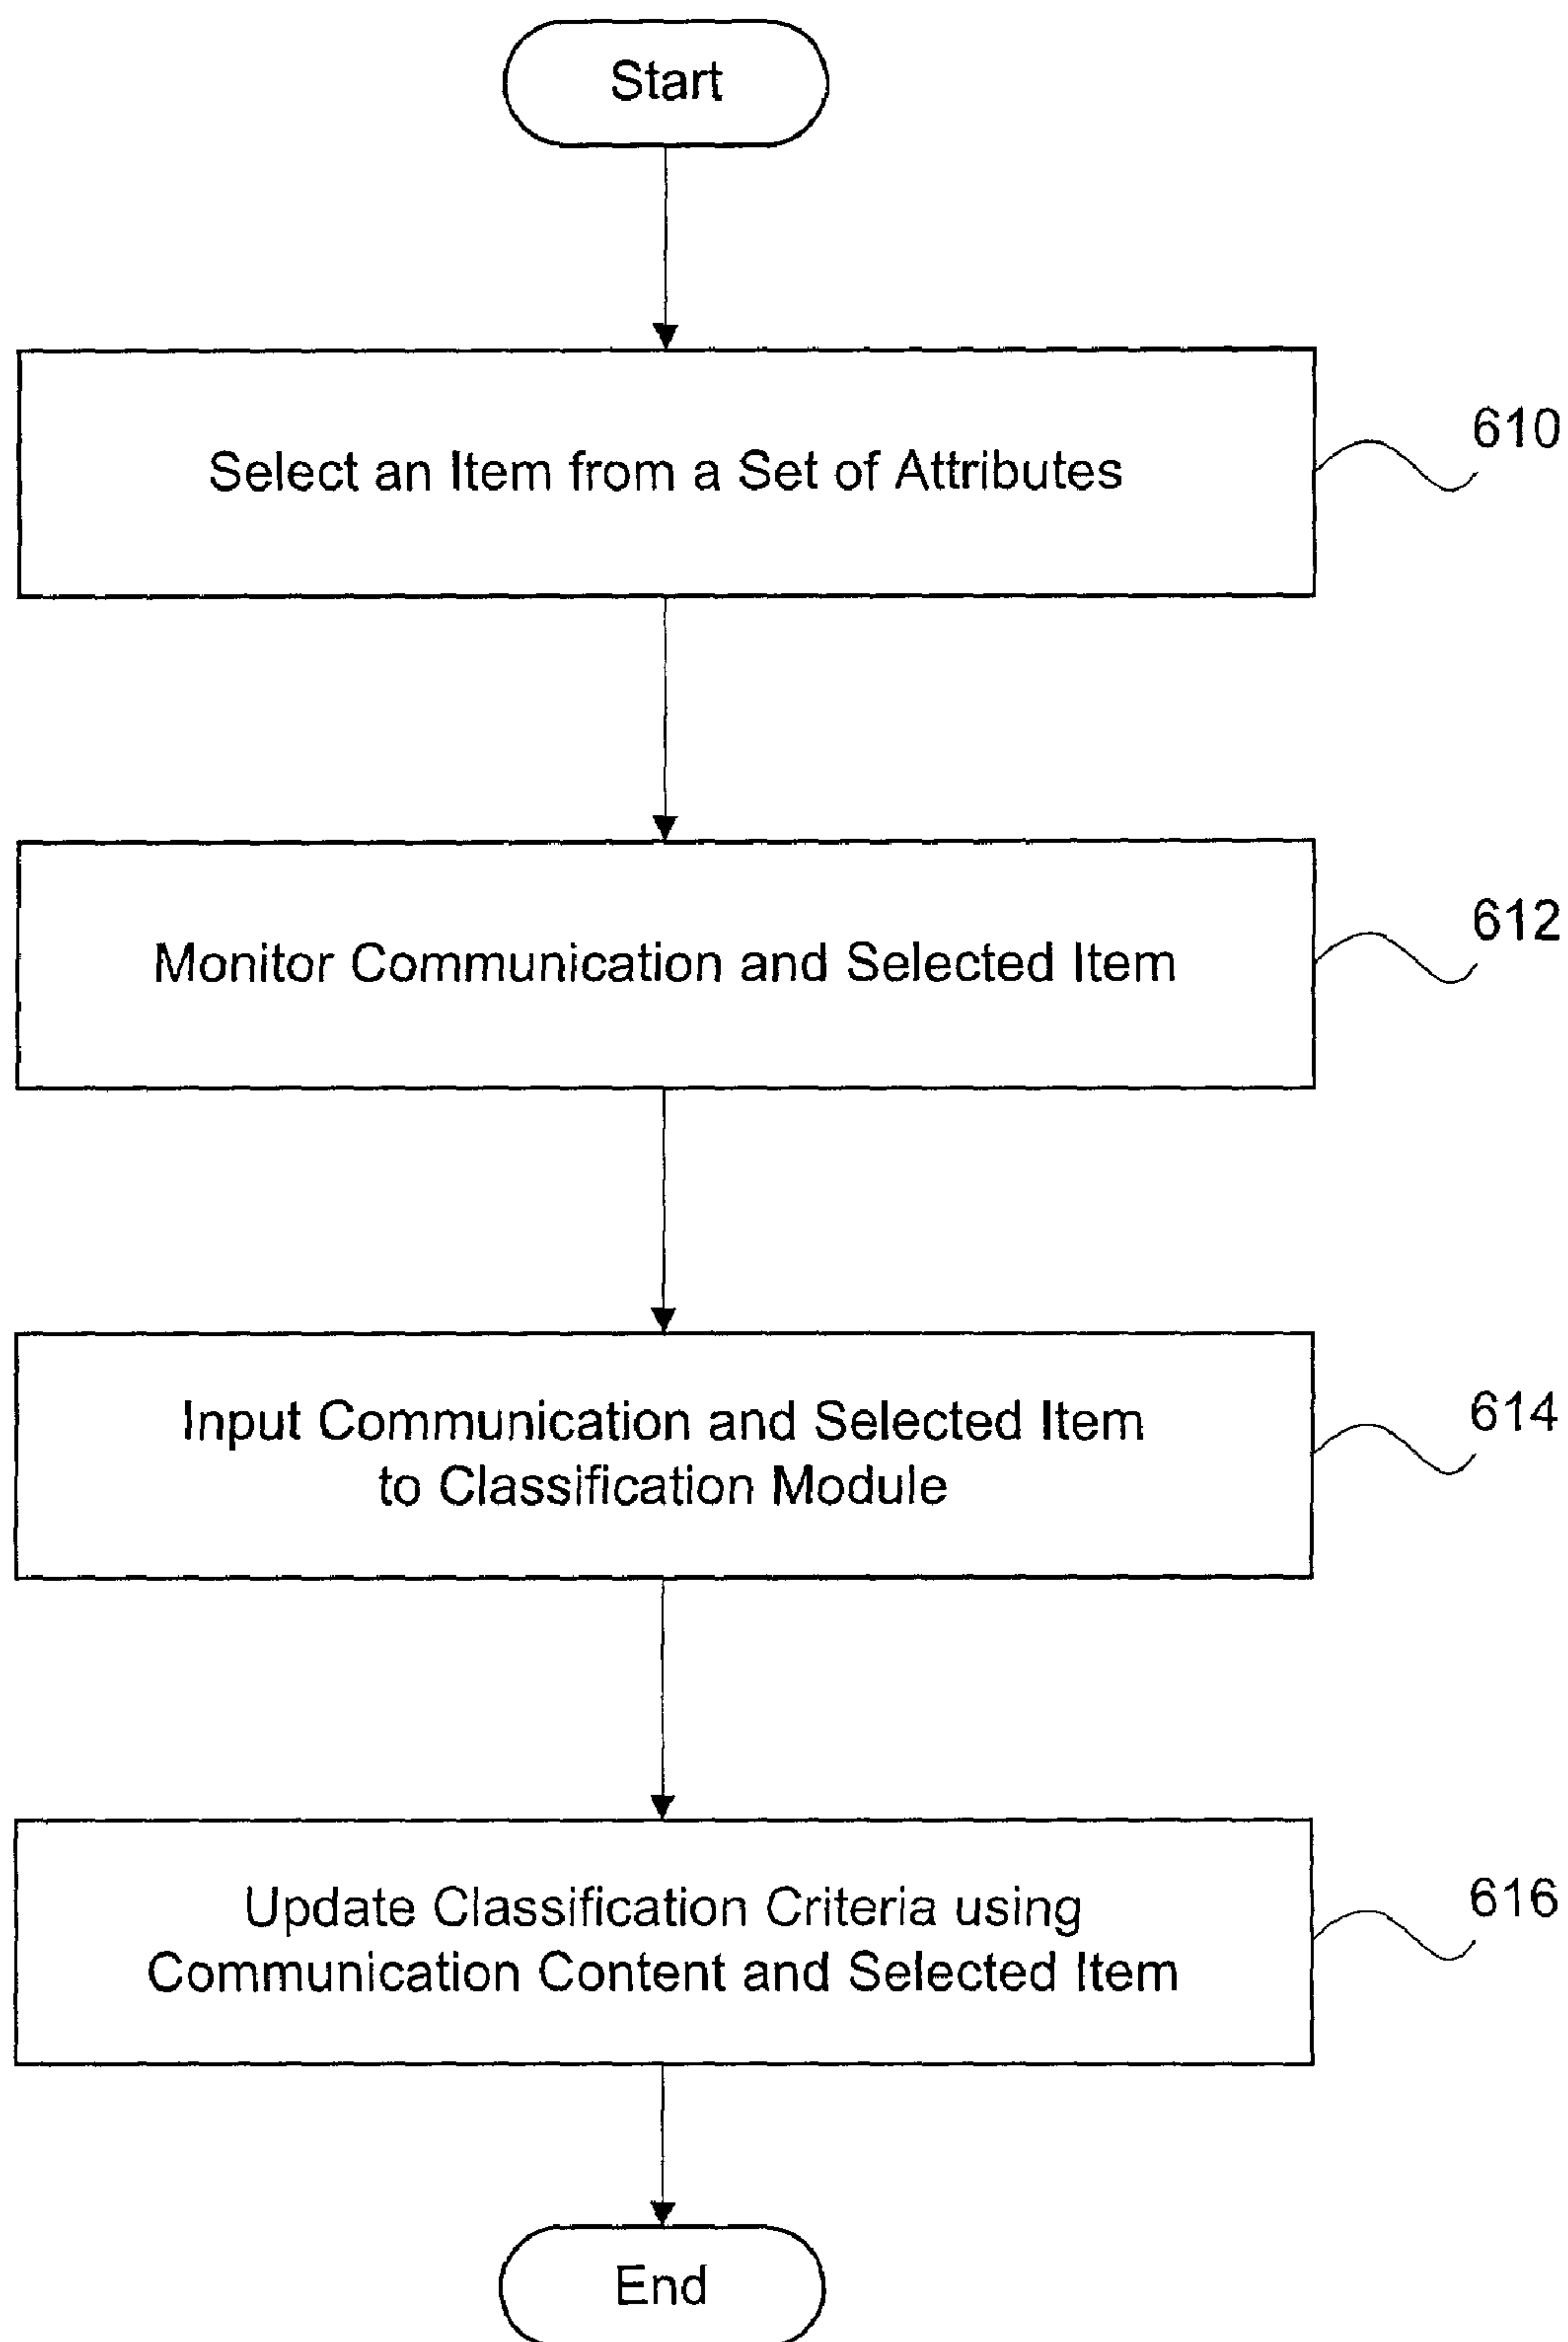 Start
Select an Item from a Set of Attributes
610
Monitor Communication and Selected Item
612
Input Communication and Selected Item
to Classification Module
614
Update Classification Criteria using
Communication Content and Selected Item
616
End